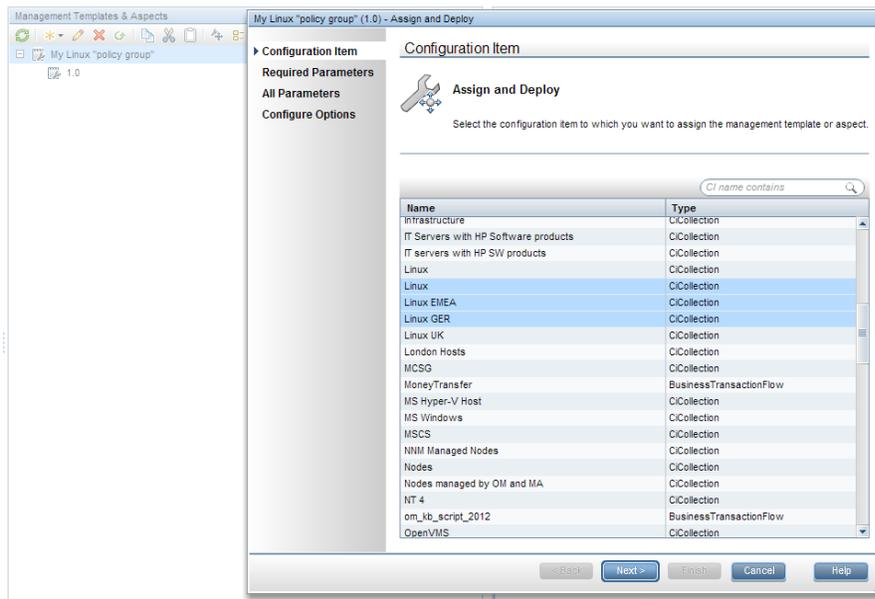 Management Templates & Aspects
My Linux "policy group"
1.0
My Linux "policy group" (1.0) - Assign and Deploy
Configuration Item
Required Parameters
All Parameters
Configure Options
Configuration Item
Assign and Deploy
Select the configuration item to which you want to assign the management template or aspect.
CI name contains
Name Type
Infrastructure CiCollection
IT Servers with HP Software products CiCollection
IT servers with HP SW products CiCollection
Linux CiCollection
Linux CiCollection
Linux EMEA CiCollection
Linux GER CiCollection
Linux UK CiCollection
London Hosts CiCollection
MCSG CiCollection
MoneyTransfer BusinessTransactionFlow
MS Hyper-V Host CiCollection
MS Windows CiCollection
MSCS CiCollection
NNM Managed Nodes CiCollection
Nodes CiCollection
Nodes managed by OM and MA CiCollection
NT 4 CiCollection
om_kb_script_2012 BusinessTransactionFlow
OpenVMS CiCollection
< Back Next > Finish Cancel Help